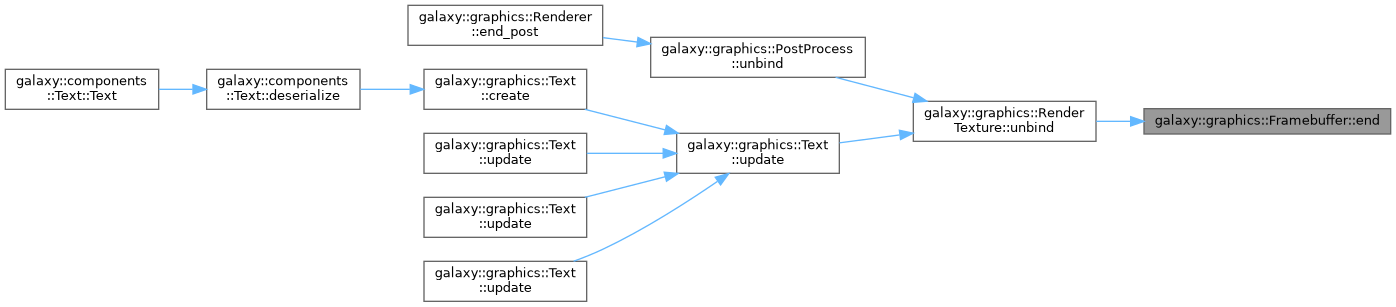 galaxy::graphics::Renderer
::end_post
galaxy::graphics::PostProcess
::unbind
galaxy::components
::Text::Text
galaxy::components
::Text::deserialize
galaxy::graphics::Text
::create
galaxy::graphics::Render
Texture::unbind
galaxy::graphics::Framebuffer::end
galaxy::graphics::Text
::update
galaxy::graphics::Text
::update
galaxy::graphics::Text
::update
galaxy::graphics::Text
::update